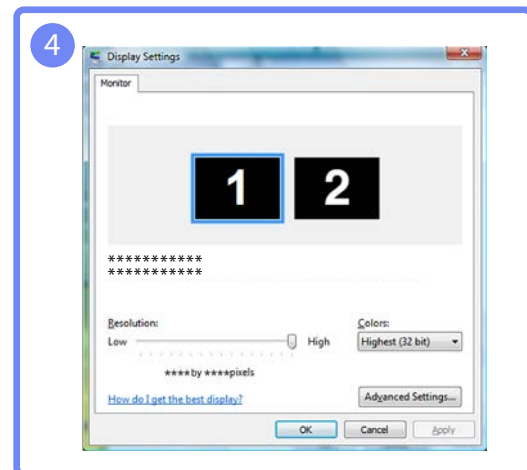 4
Display Settings
Monitor
1 2
***********
***********
Resolution:
Colors:
Low High
Highest (32 bit)
**** by ****pixels
How do I get the best display?
Advanced Settings...
OK Cancel Apply